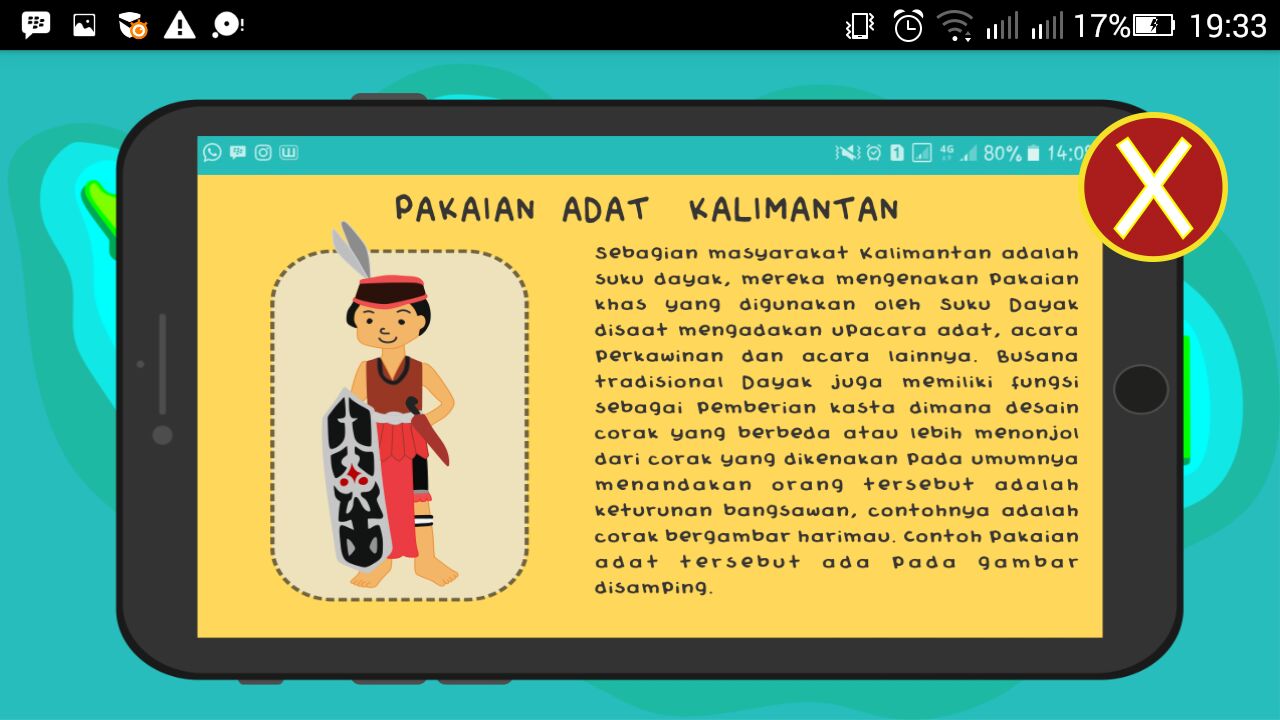 17% 19:33
4G 80% 14:08
X
PAKAIAN ADAT KALIMANTAN
Sebagian masyarakat Kalimantan adalah
suku dayak, mereka mengenakan pakaian
khas yang digunakan oleh Suku Dayak
disaat mengadakan upacara adat, acara
perkawinan dan acara lainnya. Busana
tradisional Dayak juga memiliki fungsi
sebagai pemberian kasta dimana desain
corak yang berbeda atau lebih menonjol
dari corak yang dikenakan pada umumnya
menandakan orang tersebut adalah
keturunan bangsawan, contohnya adalah
corak bergambar harimau. Contoh pakaian
adat tersebut ada pada gambar
disamping.